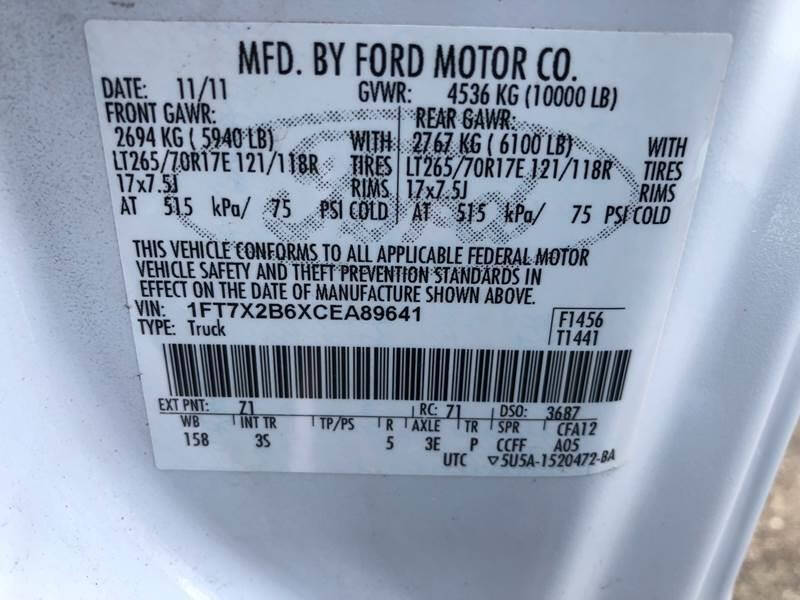 MFD. BY FORD MOTOR CO.
DATE: 11/11 GVWR: 4536 KG (10000 LB)
FRONT GAWR: REAR GAWR:
2694 KG ( 5940 LB) WITH 2767 KG ( 6100 LB) WITH
LT265/70R17E 121/118R TIRES LT265/70R17E 121/118R TIRES
17x7.5J RIMS 17x7.5J RIMS
AT 515 kPa/ 75 PSI COLD AT 515 kPa/ 75 PSI COLD
Ford
THIS VEHICLE CONFORMS TO ALL APPLICABLE FEDERAL MOTOR
VEHICLE SAFETY AND THEFT PREVENTION STANDARDS IN
EFFECT ON THE DATE OF MANUFACTURE SHOWN ABOVE.
VIN: 1FT7X2B6XCEA89641 F1456
TYPE: Truck T1441
EXT PNT: 71 RC: 71 DSO: 3687
WB INT TR TP/PS R AXLE TR SPR CFA12
158 3S 5 3E P CCFF A05
UTC ▽5U5A-1520472-BA